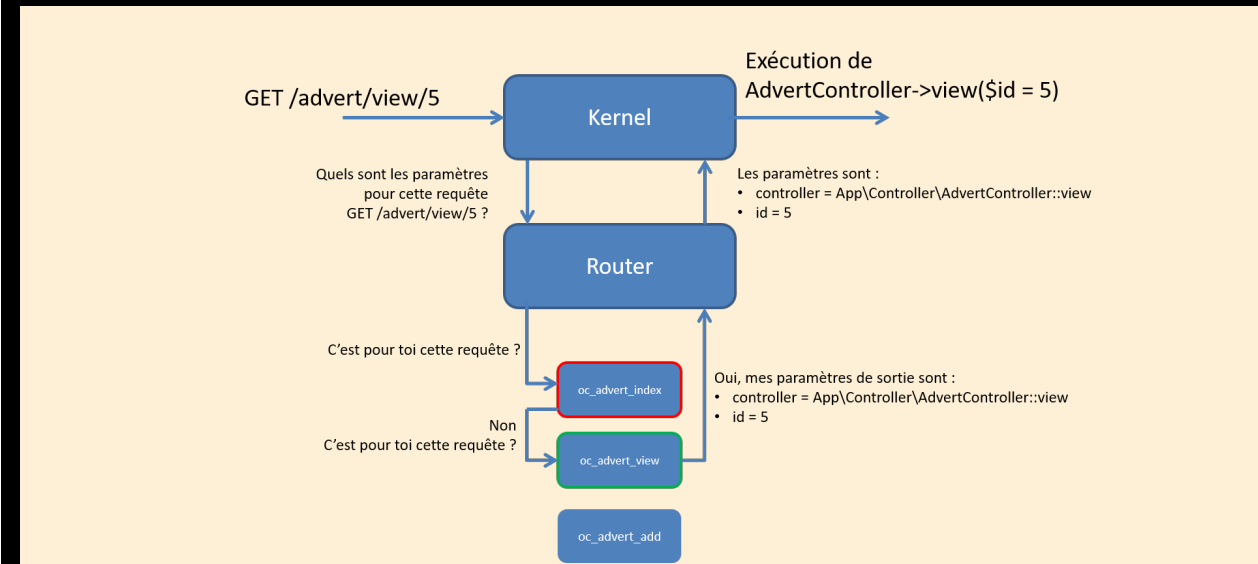 Exécution de
AdvertController->view($id = 5)
GET /advert/view/5
Kernel
Quels sont les paramètres
pour cette requête
GET /advert/view/5 ?
Les paramètres sont :
• controller = App\Controller\AdvertController::view
• id = 5
Router
C’est pour toi cette requête ?
oc_advert_index
Oui, mes paramètres de sortie sont :
• controller = App\Controller\AdvertController::view
• id = 5
Non
C’est pour toi cette requête ?
oc_advert_view
oc_advert_add